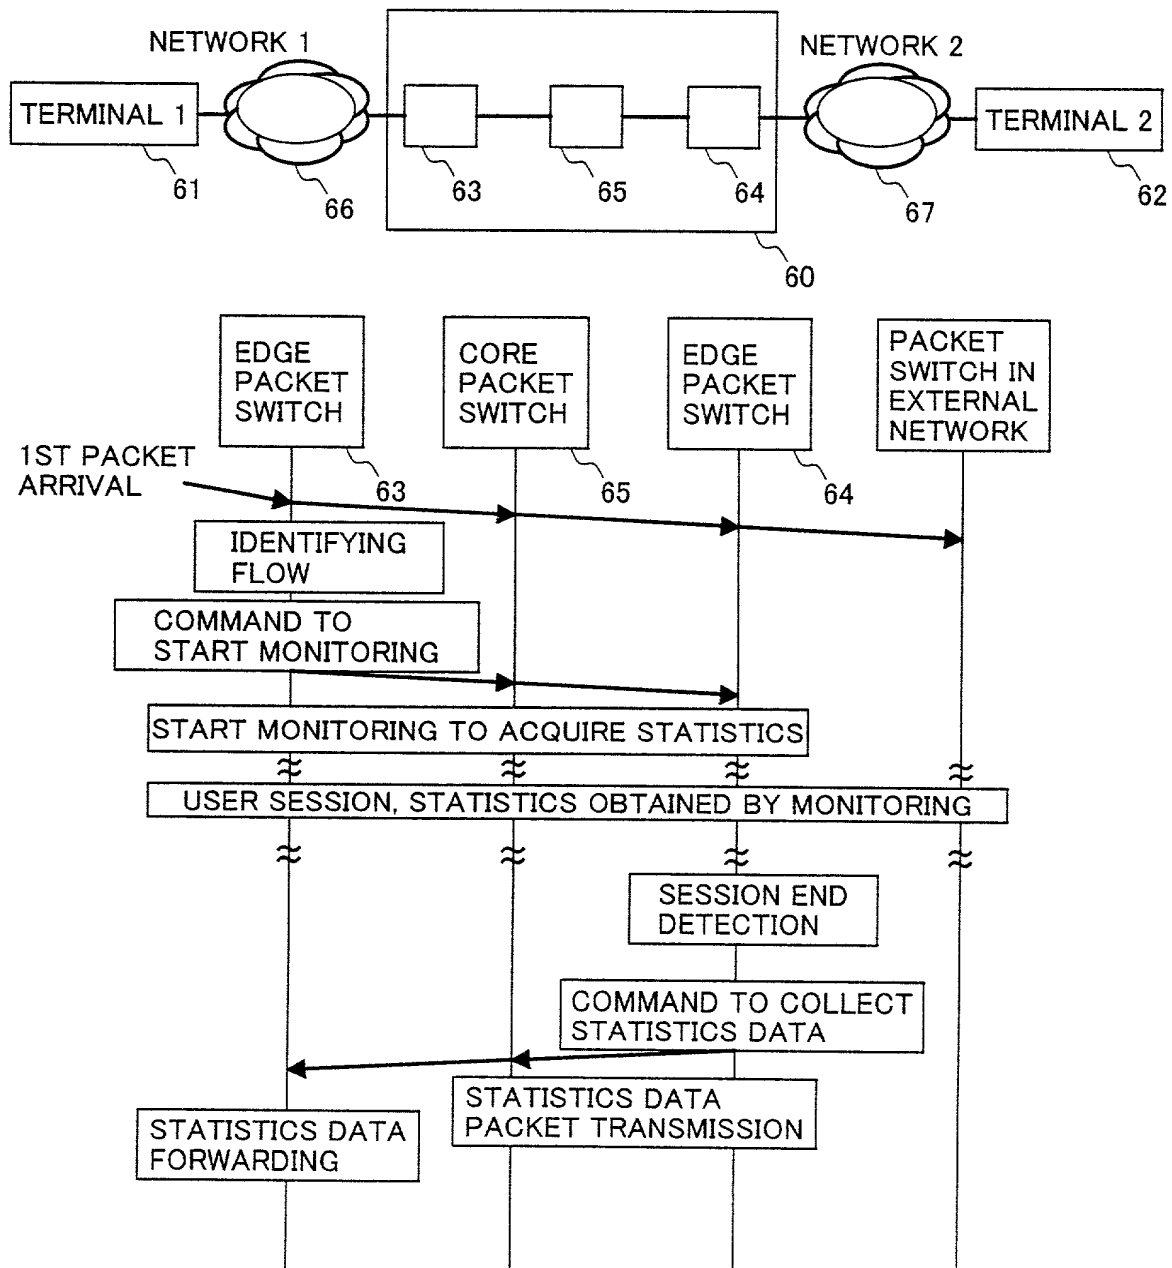 NETWORK 1
NETWORK 2
TERMINAL 1
TERMINAL 2
61
66
63
65
64
67
62
60
EDGE
PACKET
SWITCH
CORE
PACKET
SWITCH
EDGE
PACKET
SWITCH
PACKET
SWITCH IN
EXTERNAL
NETWORK
1ST PACKET
ARRIVAL
63
65
64
IDENTIFYING
FLOW
COMMAND TO
START MONITORING
START MONITORING TO ACQUIRE STATISTICS
USER SESSION, STATISTICS OBTAINED BY MONITORING
SESSION END
DETECTION
COMMAND TO COLLECT
STATISTICS DATA
STATISTICS DATA
PACKET TRANSMISSION
STATISTICS DATA
FORWARDING